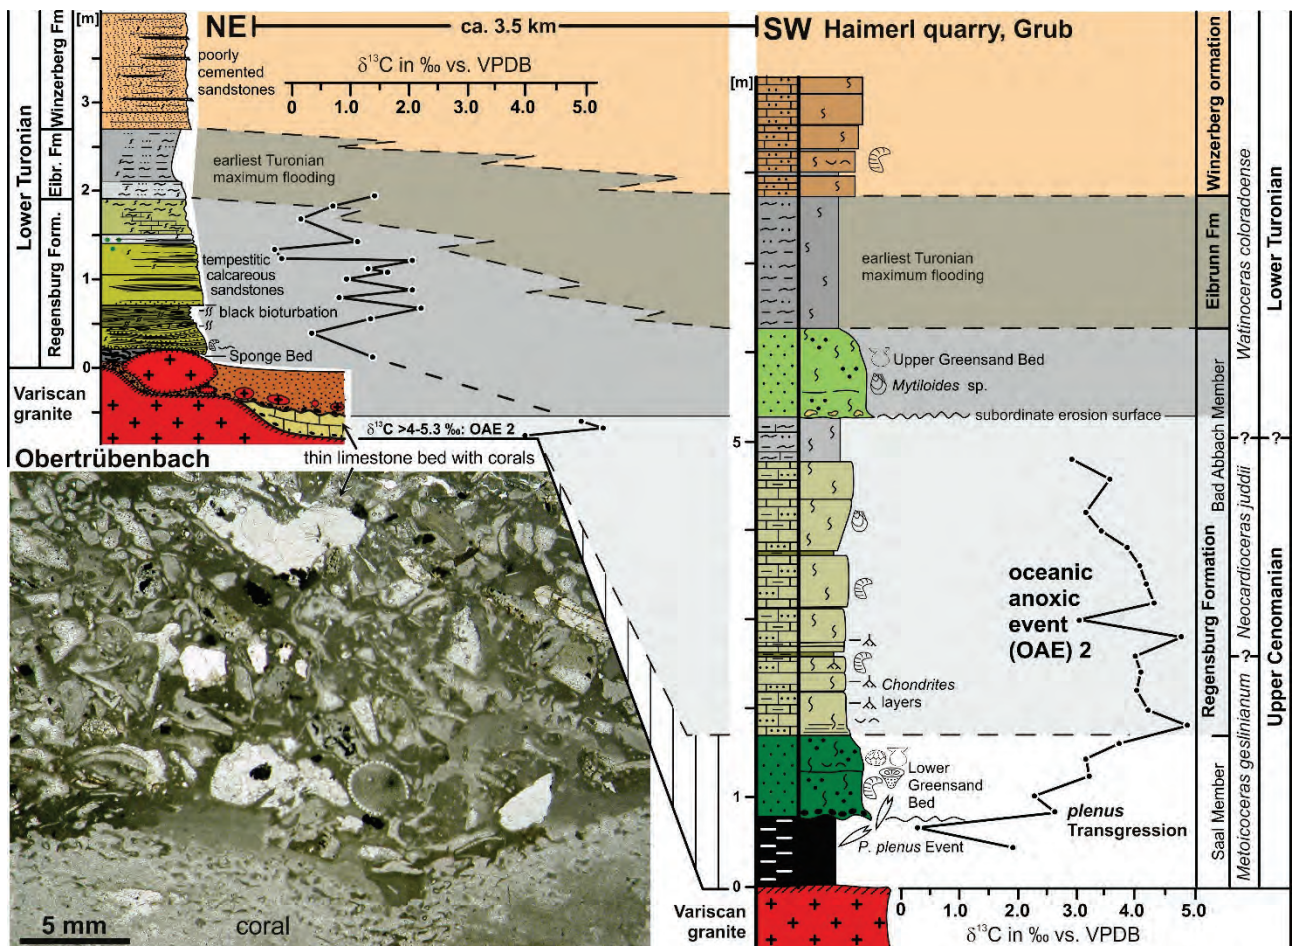 [m]
NE
ca. 3.5 km
SW Haimerl quarry, Grub
Winzerberg Fm
Eibr. Fm
Regensburg Form.
Lower Turonian
3
2
1
0
poorly
cemented
sandstones
δ¹³C in ‰ vs. VPDB
0 1.0 2.0 3.0 4.0 5.0
earliest Turonian
maximum flooding
tempestitic
calcareous
sandstones
black bioturbation
Sponge Bed
Variscan
granite
Obertrübenbach
δ¹³C >4-5.3 ‰: OAE 2
thin limestone bed with corals
5 mm
coral
[m]
5
1
0
earliest Turonian
maximum flooding
Upper Greensand Bed
Mytiloides sp.
subordinate erosion surface
oceanic
anoxic
event
(OAE) 2
Chondrites
layers
Lower
Greensand
Bed
plenus
Transgression
P. plenus Event
Variscan
granite
0.0 1.0 2.0 3.0 4.0 5.0
δ¹³C in ‰ vs. VPDB
Winzerberg ormation
Eibrunn Fm
Bad Abbach Member
Regensburg Formation
Saal Member
Watinoceras coloradoense
?
Neocardioceras juddii
?
Metoicoceras geslinianum
Lower Turonian
?
Upper Cenomanian